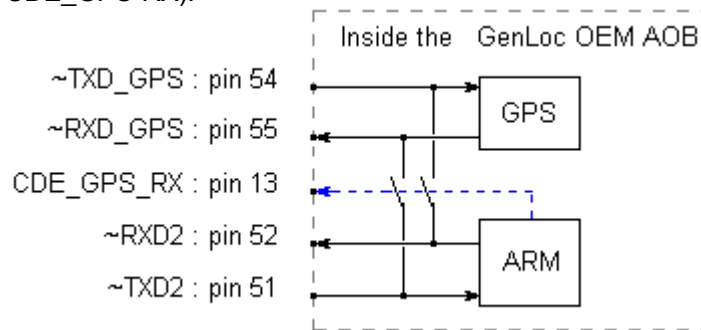 CDE_GPS RX).
Inside the GenLoc OEM AOB
~TXD_GPS : pin 54
GPS
~RXD_GPS : pin 55
CDE_GPS_RX : pin 13
~RXD2 : pin 52
ARM
~TXD2 : pin 51